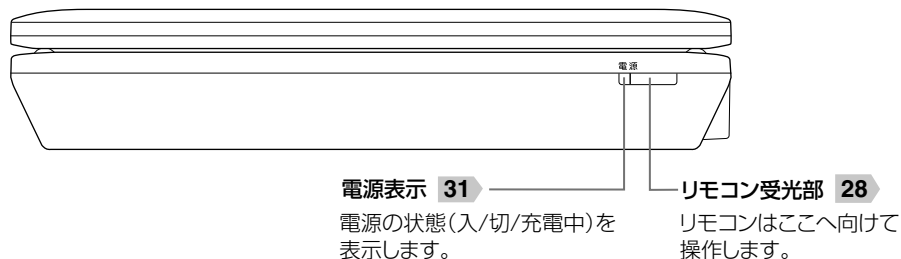 電源
電源表示 31
電源の状態(入/切/充電中)を
表示します。
リモコン受光部 28
リモコンはここへ向けて
操作します。